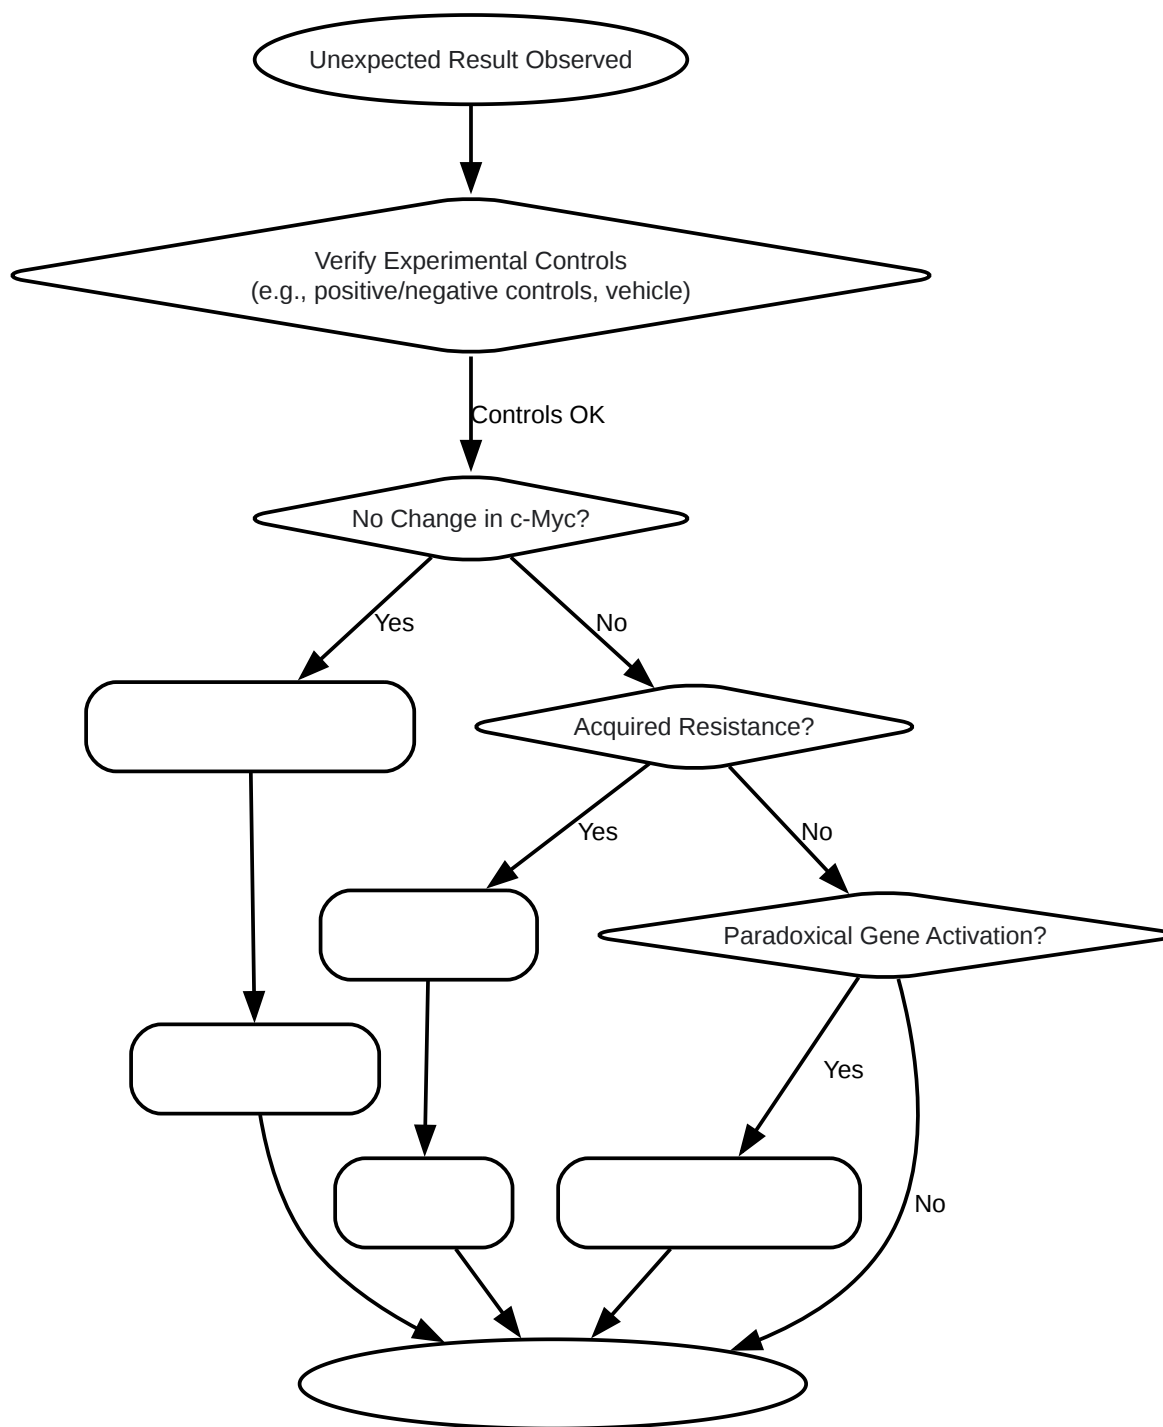 Unexpected Result Observed
Verify Experimental Controls
(e.g., positive/negative controls, vehicle)
Controls OK
No Change in c-Myc?
Yes
No
Acquired Resistance?
Yes
No
Paradoxical Gene Activation?
Yes
No